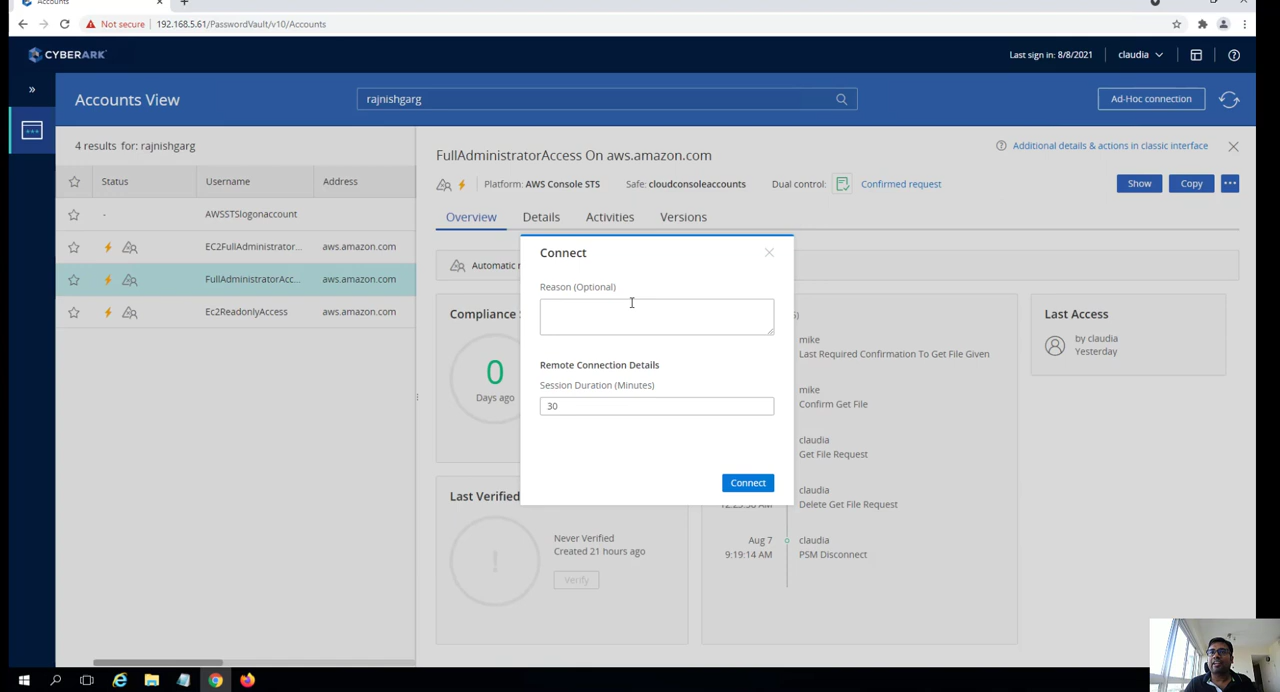 Accounts
Not secure
192.168.5.61/PasswordVault/v10/Accounts
CYBERARK
Last sign in: 8/8/2021
claudia
Accounts View
rajnishgarg
Ad-Hoc connection
4 results for: rajnishgarg
Status
Username
Address
-
AWSSTSlogonaccount
EC2FullAdministrator...
aws.amazon.com
FullAdministratorAcc...
aws.amazon.com
Ec2ReadonlyAccess
aws.amazon.com
FullAdministratorAccess On aws.amazon.com
Additional details & actions in classic interface
Platform: AWS Console STS
Safe: cloudconsoleaccounts
Dual control:
Confirmed request
Show
Copy
Overview
Details
Activities
Versions
Automatic
Compliance
0
Days ago
Last Verified
Never Verified
Created 21 hours ago
verify
Connect
Reason (Optional)
Remote Connection Details
Session Duration (Minutes)
30
Connect
mike
Last Required Confirmation To Get File Given
mike
Confirm Get File
claudia
Get File Request
claudia
Delete Get File Request
Aug 7
9:19:14 AM
claudia
PSM Disconnect
Last Access
by claudia
Yesterday